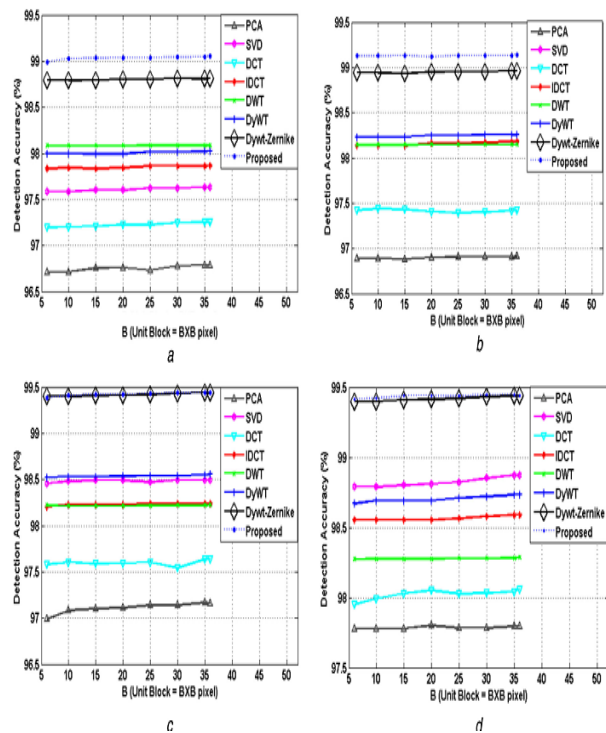 99.5
99
98.5
98
97.5
97
96.5
Detection Accuracy (%)
5 10 15 20 25 30 35 40 45 50
B (Unit Block = BXB pixel)
PCA
SVD
DCT
IDCT
DWT
DyWT
Dywt-Zernike
Proposed
a
99.5
99
98.5
98
97.5
97
96.5
Detection Accuracy (%)
5 10 15 20 25 30 35 40 45 50
B (Unit Block = BXB pixel)
PCA
SVD
DCT
IDCT
DWT
DyWT
Dywt-Zernike
Proposed
b
99.5
99
98.5
98
97.5
97
96.5
Detection Accuracy (%)
5 10 15 20 25 30 35 40 45 50
B (Unit Block = BXB pixel)
PCA
SVD
DCT
IDCT
DWT
DyWT
Dywt-Zernike
Proposed
c
99.5
99
98.5
98
97.5
Detection Accuracy (%)
5 10 15 20 25 30 35 40 45 50
B (Unit Block = BXB pixel)
PCA
SVD
DCT
IDCT
DWT
DyWT
Dywt-Zernike
Proposed
d